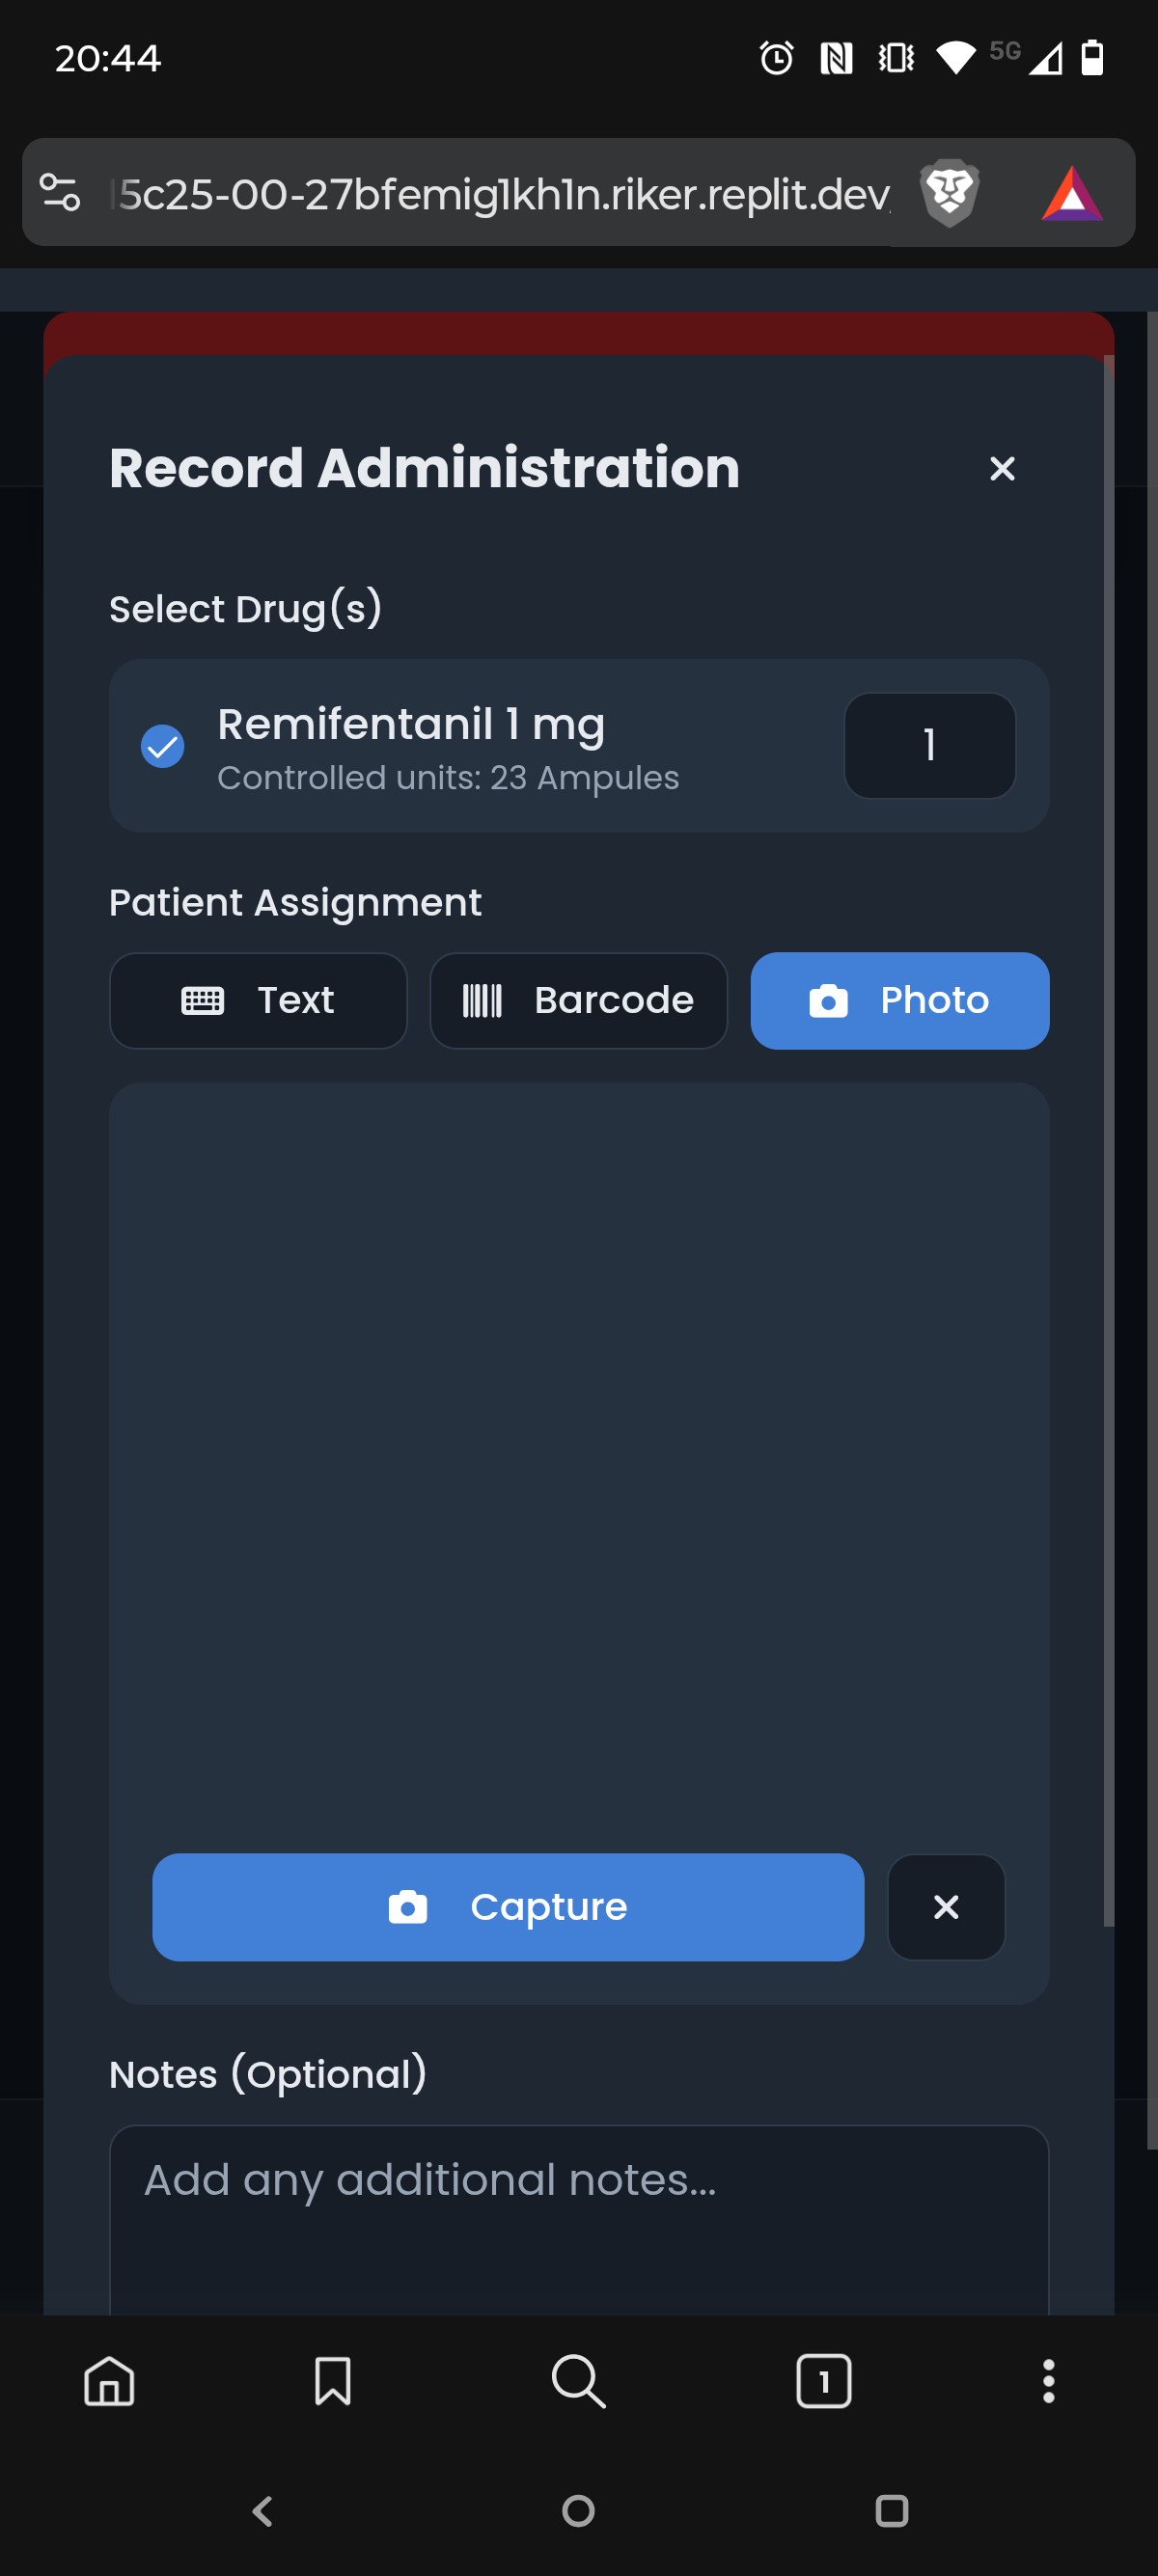 20:44
5G
5c25-00-27bfemig1kh1n.riker.replit.dev
Record Administration
Select Drug(s)
Remifentanil 1 mg
1
Controlled units: 23 Ampules
Patient Assignment
Text
Barcode
Photo
Capture
Notes (Optional)
Add any additional notes...
1